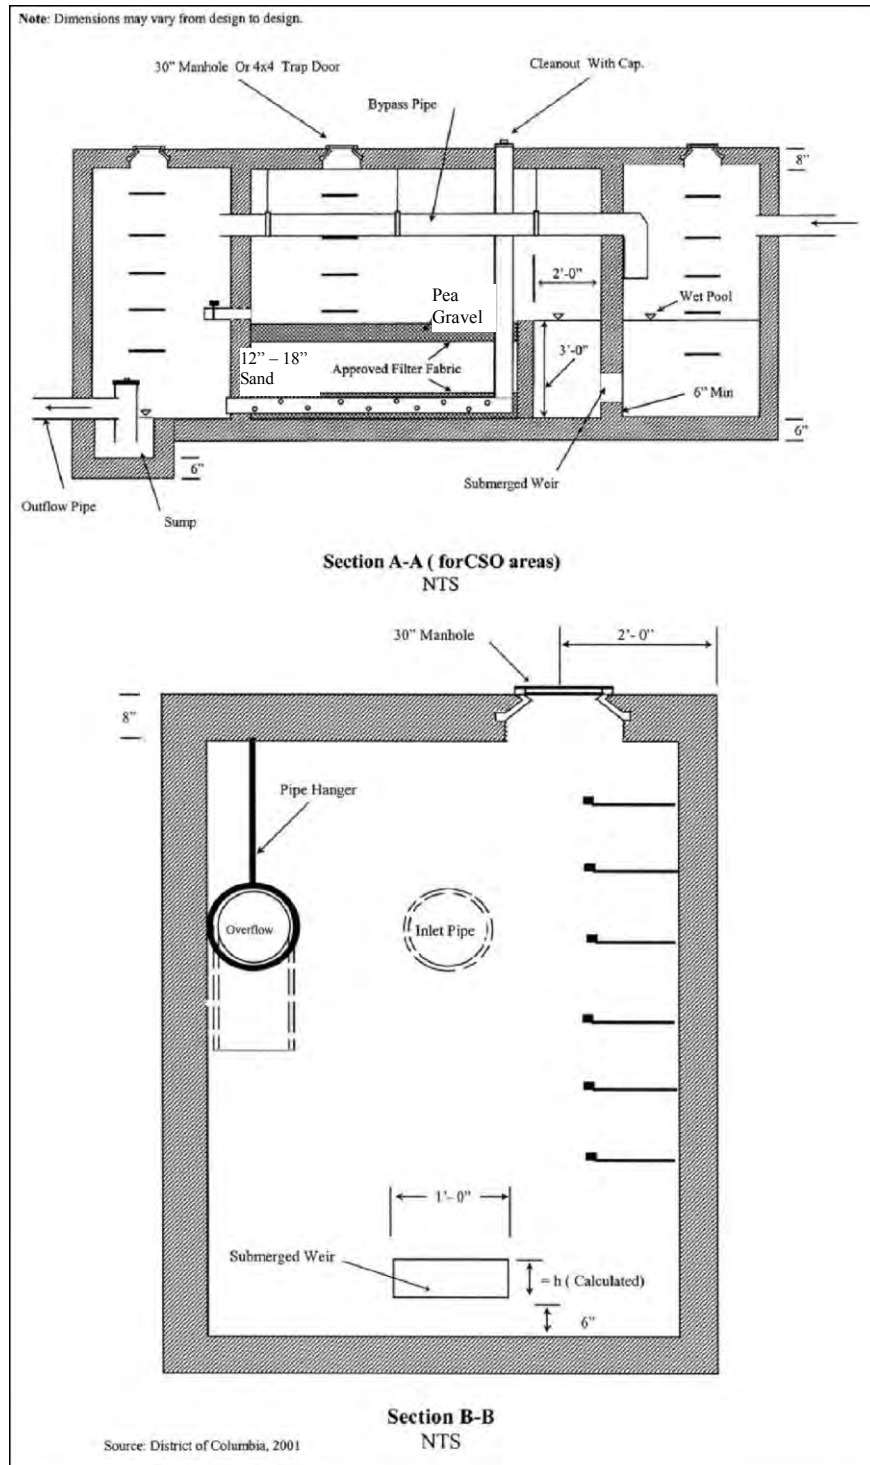 Note: Dimensions may vary from design to design.
30” Manhole Or 4x4 Trap Door
Cleanout With Cap.
Bypass Pipe
8”
2’-0”
Wet Pool
Pea
Gravel
3’-0”
12” – 18”
Sand
Approved Filter Fabric
6” Min
6”
6”
Submerged Weir
Outflow Pipe
Sump
Section A-A ( forCSO areas)
NTS
30” Manhole
2’- 0”
8”
Pipe Hanger
Overflow
Inlet Pipe
1’- 0”
Submerged Weir
= h ( Calculated)
6”
Section B-B
NTS
Source: District of Columbia, 2001